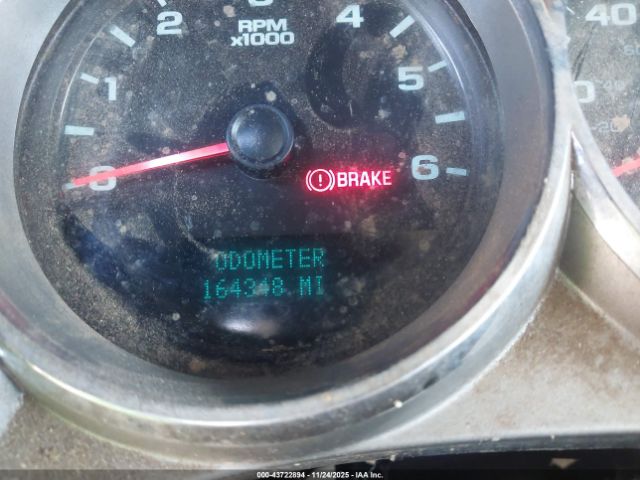 2
4
40
RPM
x1000
1
5
0
6
BRAKE
ODOMETER
164348 MI
00-43722894 - 11/24/2025 - IAA Inc.